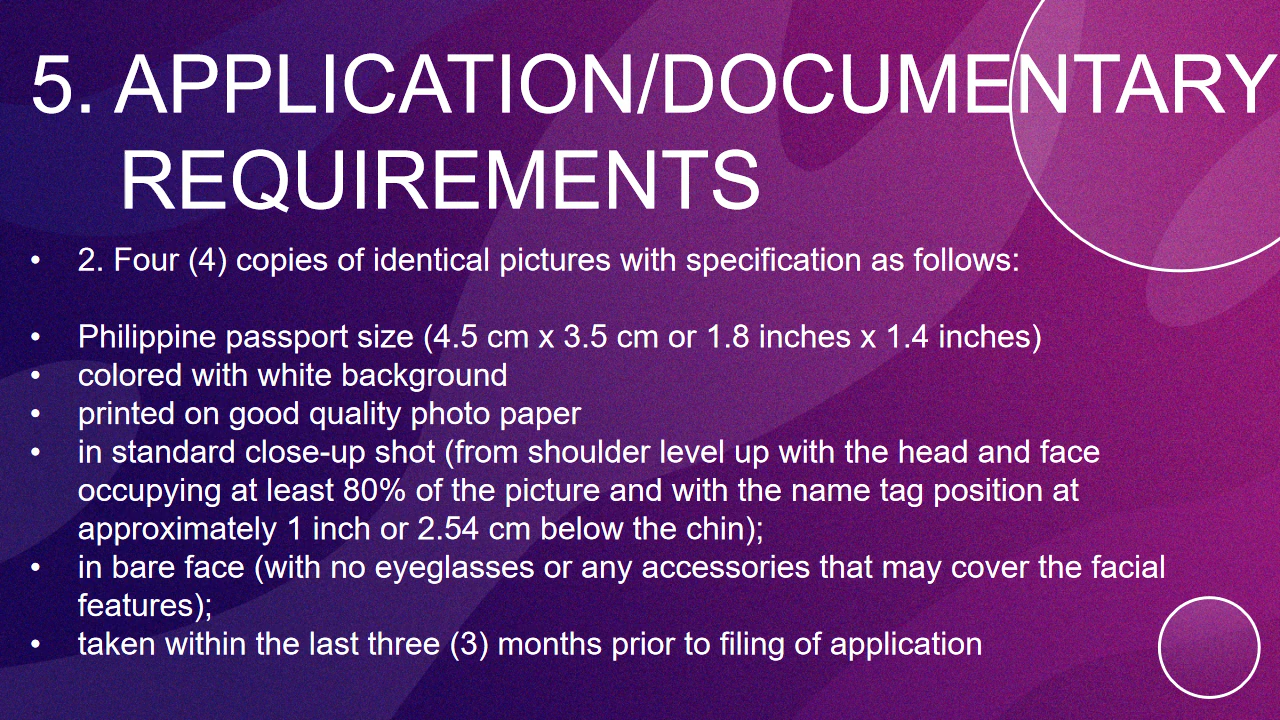 5. APPLICATION/DOCUMENTARY
REQUIREMENTS
• 2. Four (4) copies of identical pictures with specification as follows:
• Philippine passport size (4.5 cm x 3.5 cm or 1.8 inches x 1.4 inches)
• colored with white background
• printed on good quality photo paper
• in standard close-up shot (from shoulder level up with the head and face
occupying at least 80% of the picture and with the name tag position at
approximately 1 inch or 2.54 cm below the chin);
• in bare face (with no eyeglasses or any accessories that may cover the facial
features);
• taken within the last three (3) months prior to filing of application